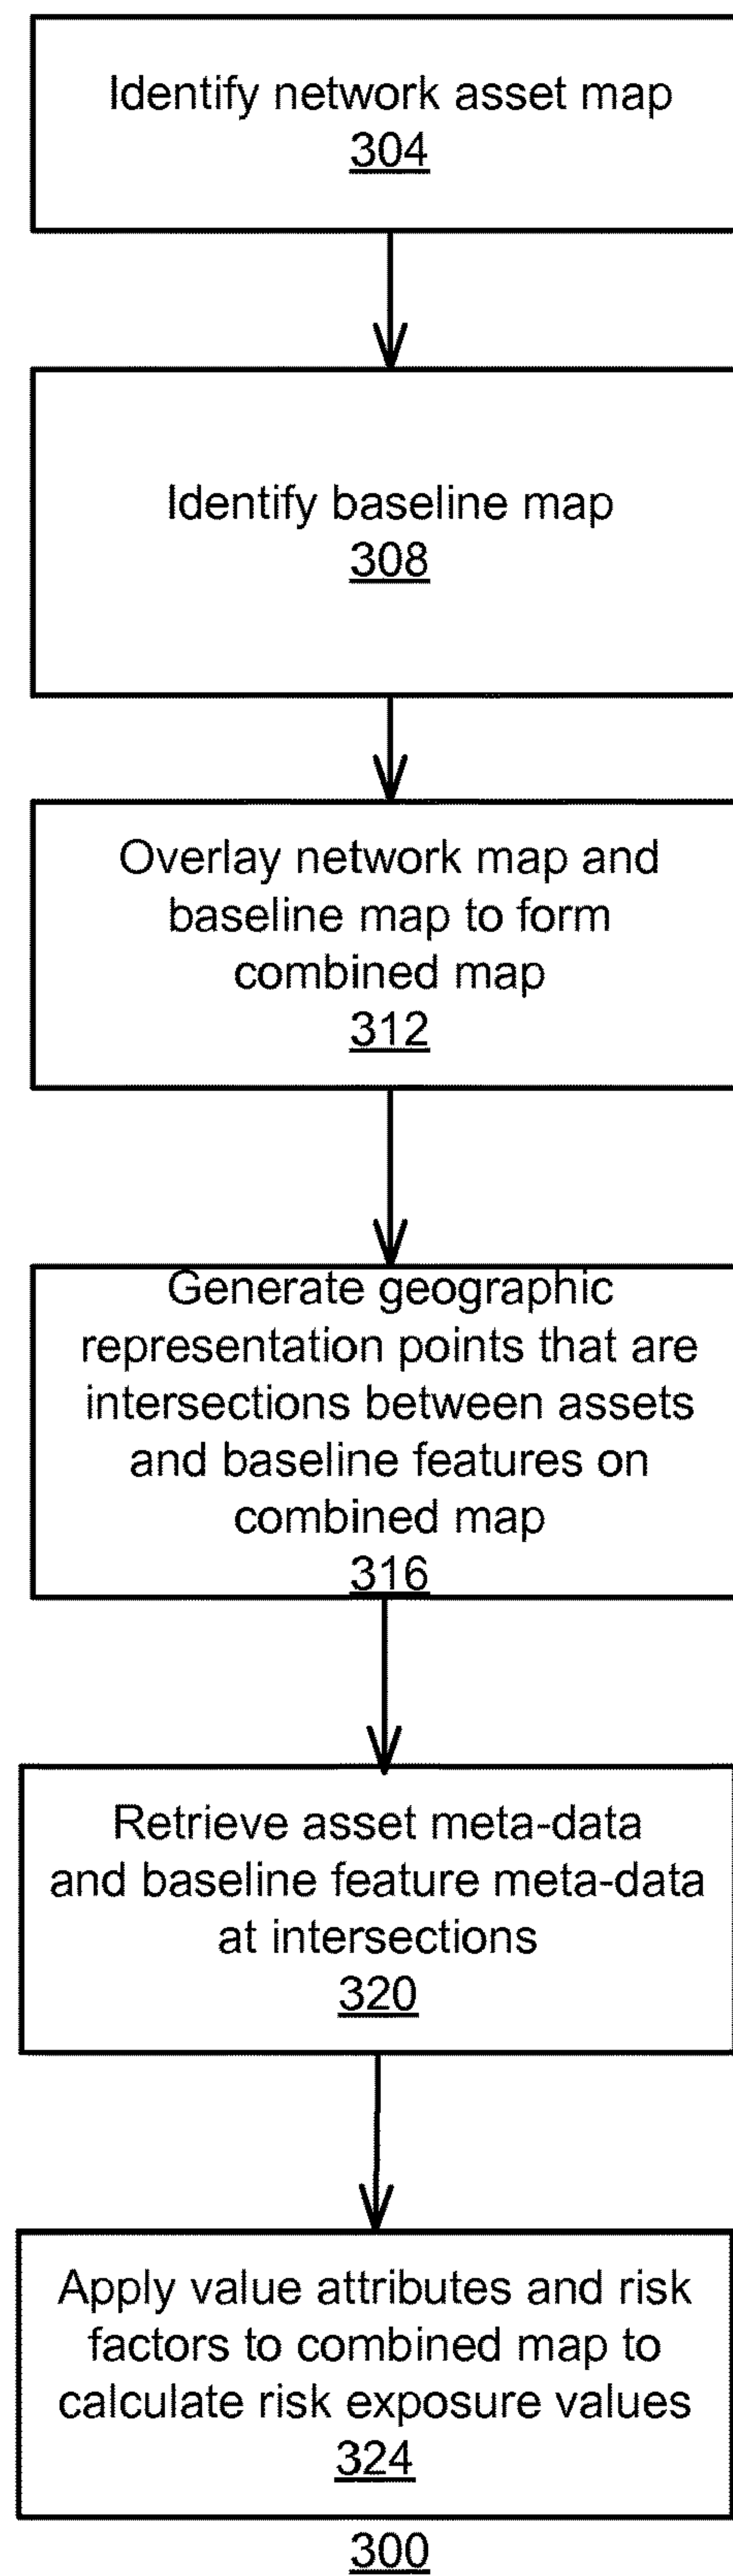 Identify network asset map
304
Identify baseline map
308
Overlay network map and
baseline map to form
combined map
312
Generate geographic
representation points that are
intersections between assets
and baseline features on
combined map
316
Retrieve asset meta-data
and baseline feature meta-data
at intersections
320
Apply value attributes and risk
factors to combined map to
calculate risk exposure values
324
300